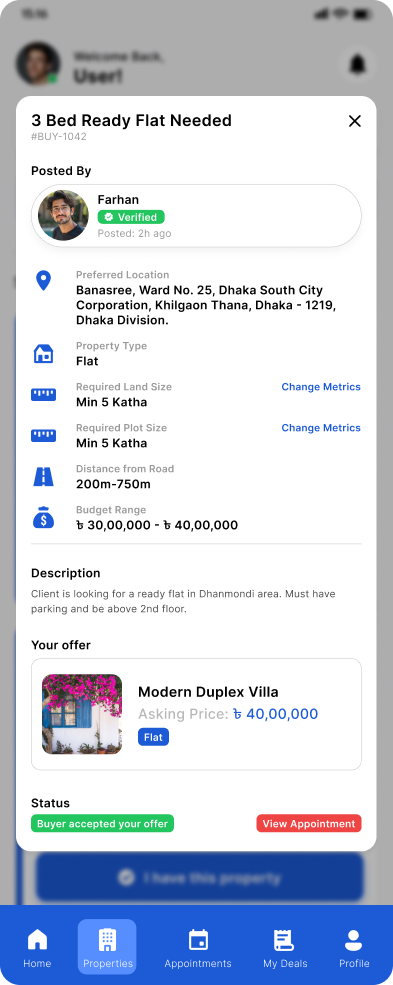 15:16
Welcome Back,
User!
3 Bed Ready Flat Needed
#BUY-1042
Posted By
Farhan
Verified
Posted: 2h ago
Preferred Location
Banasree, Ward No. 25, Dhaka South City
Corporation, Khilgaon Thana, Dhaka - 1219,
Dhaka Division.
Property Type
Flat
Required Land Size
Change Metrics
Min 5 Katha
Required Plot Size
Change Metrics
Min 5 Katha
Distance from Road
200m-750m
Budget Range
৳ 30,00,000 - ৳ 40,00,000
Description
Client is looking for a ready flat in Dhanmondi area. Must have
parking and be above 2nd floor.
Your offer
Modern Duplex Villa
Asking Price: ৳ 40,00,000
Flat
Status
Buyer accepted your offer
View Appointment
I have this property
Home
Properties
Appointments
My Deals
Profile